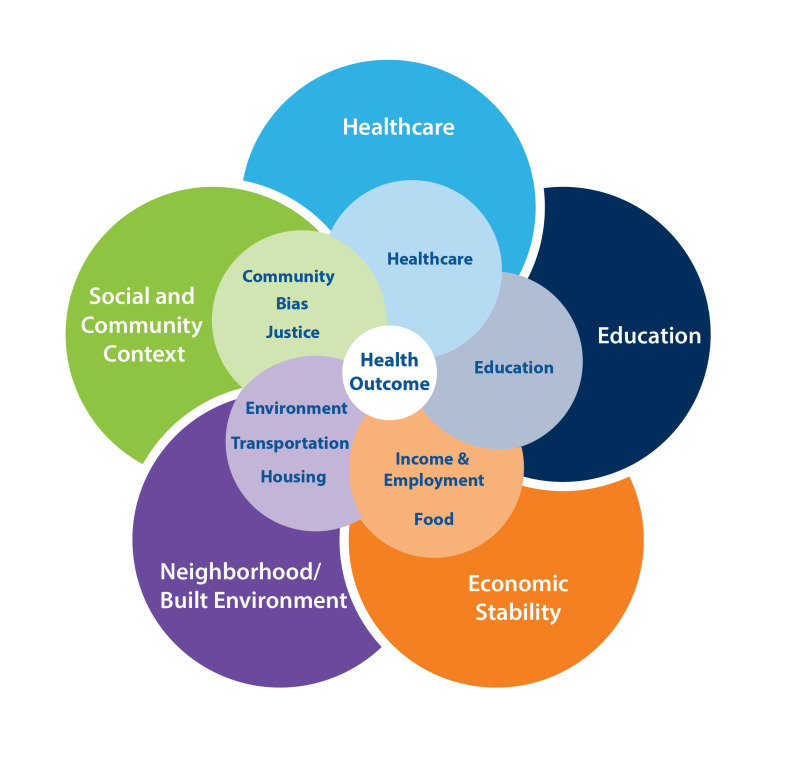 Healthcare
Healthcare
Education
Education
Economic
Stability
Income &
Employment
Food
Neighborhood/
Built Environment
Environment
Transportation
Housing
Social and
Community
Context
Community
Bias
Justice
Health
Outcome